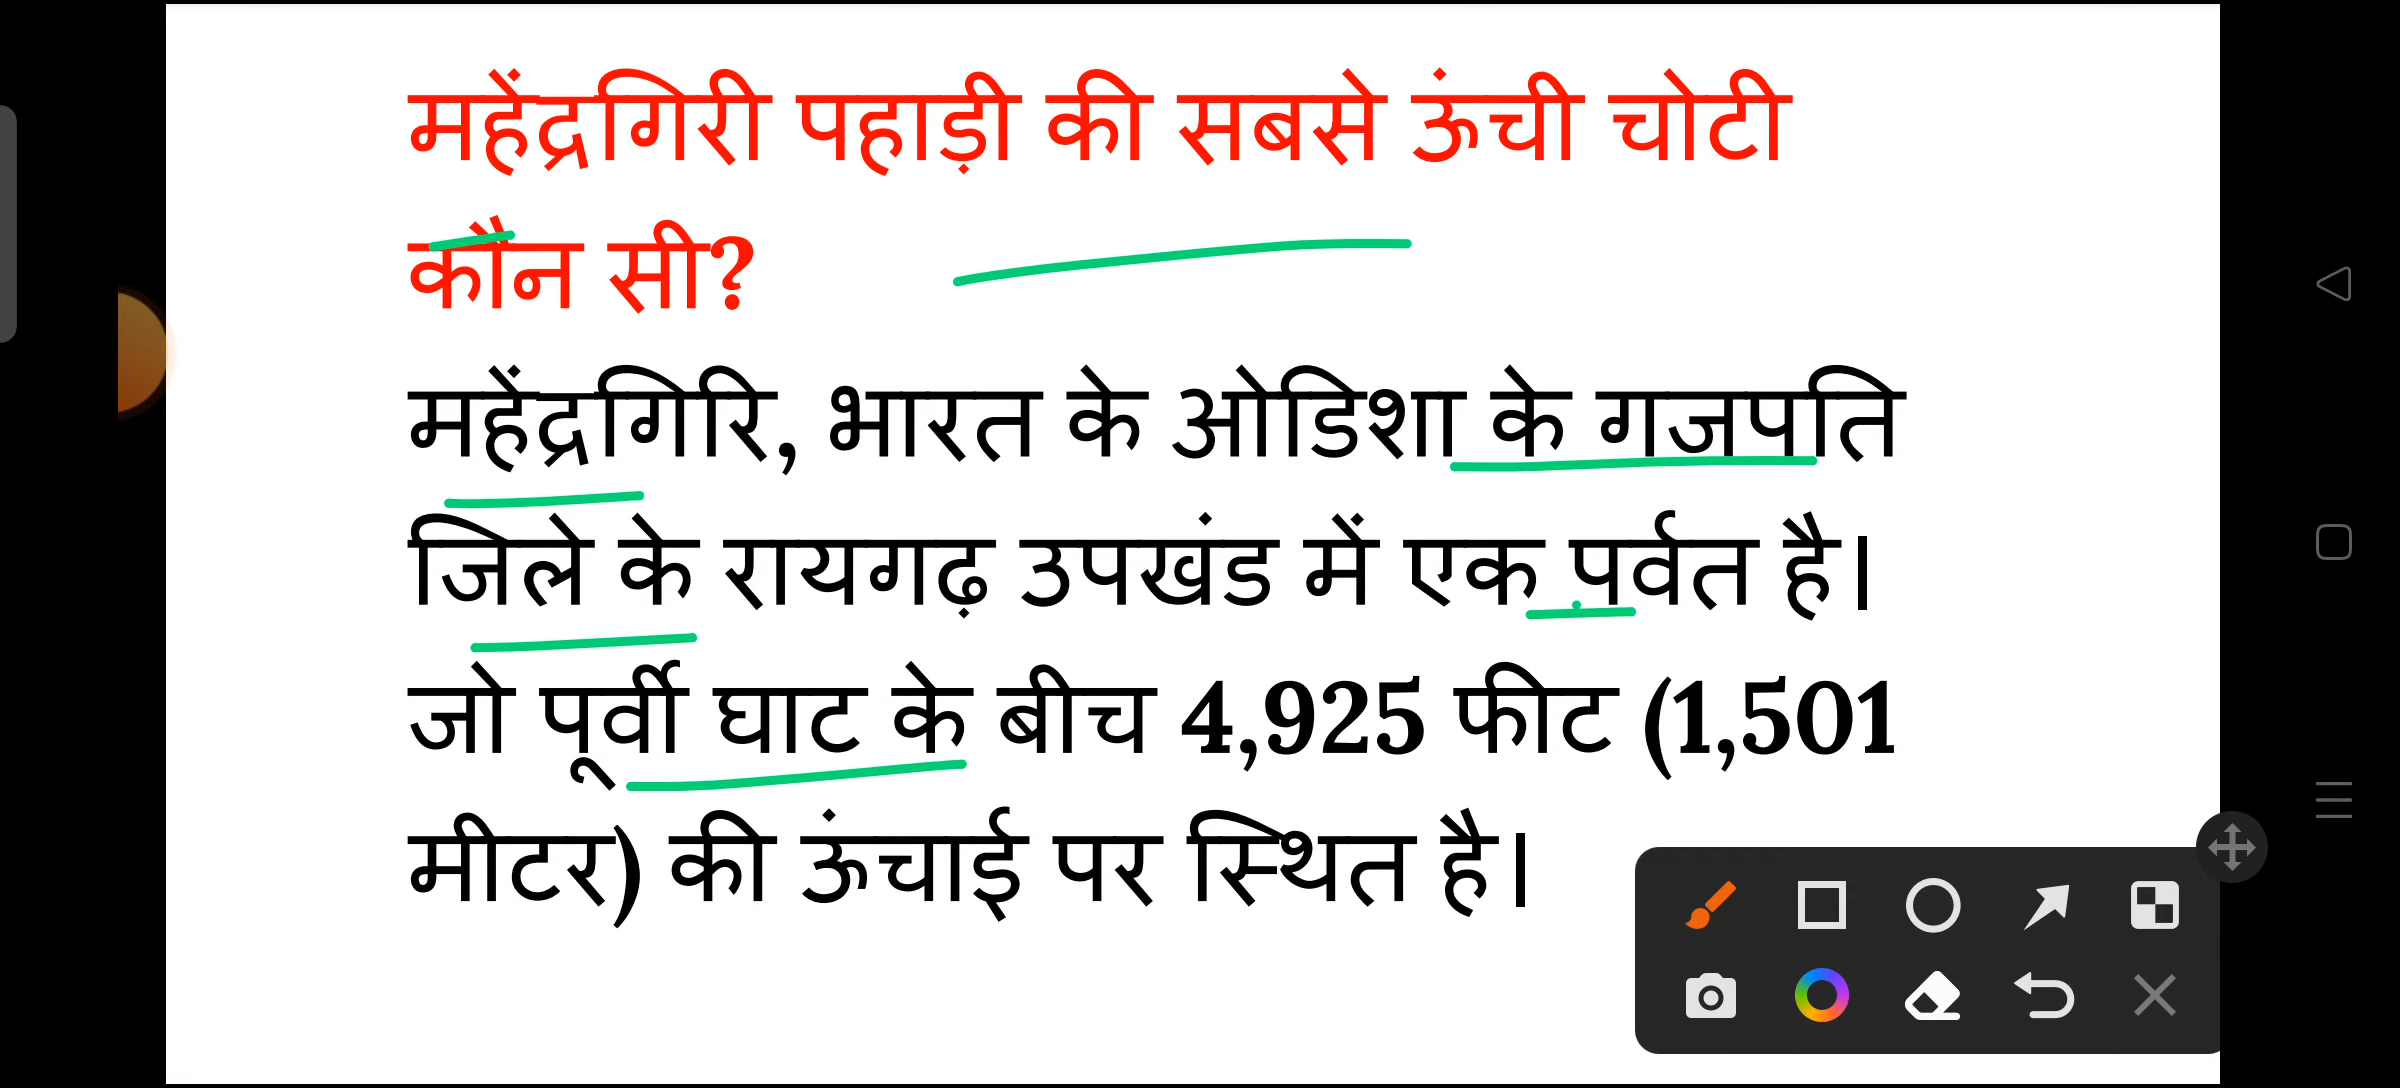 महेंद्रगिरी पहाड़ी की सबसे ऊंची चोटी
कौन सी?
महेंद्रगिरि, भारत के ओडिशा के गजपति
जिले के रायगढ़ उपखंड में एक पर्वत है।
जो पूर्वी घाट के बीच 4,925 फीट (1,501
मीटर) की ऊंचाई पर स्थित है।